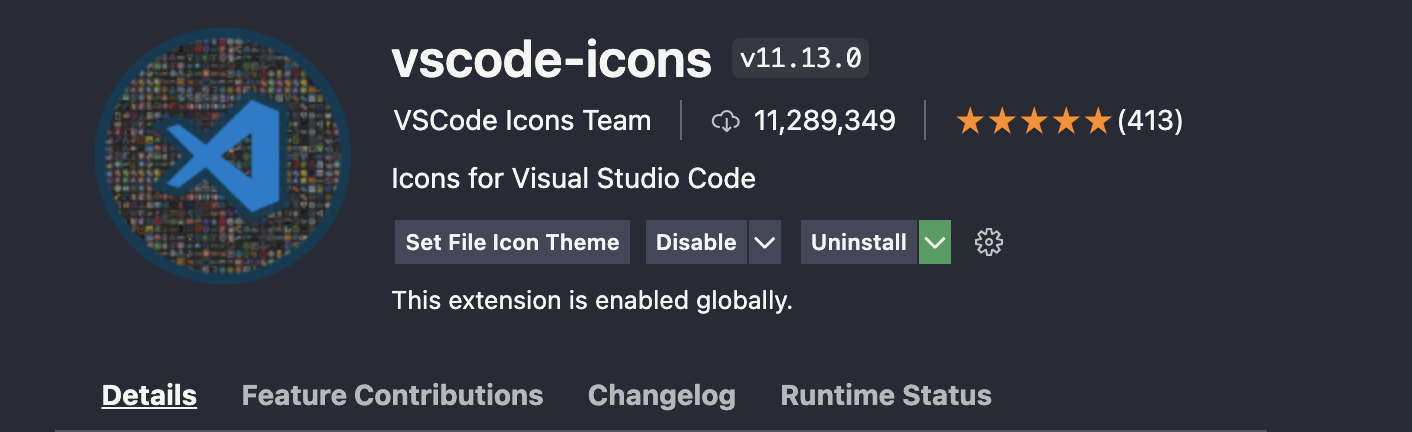 vscode-icons v11.13.0
VSCode Icons Team 11,289,349 (413)
Icons for Visual Studio Code
Set File Icon Theme Disable Uninstall
This extension is enabled globally.
Details Feature Contributions Changelog Runtime Status